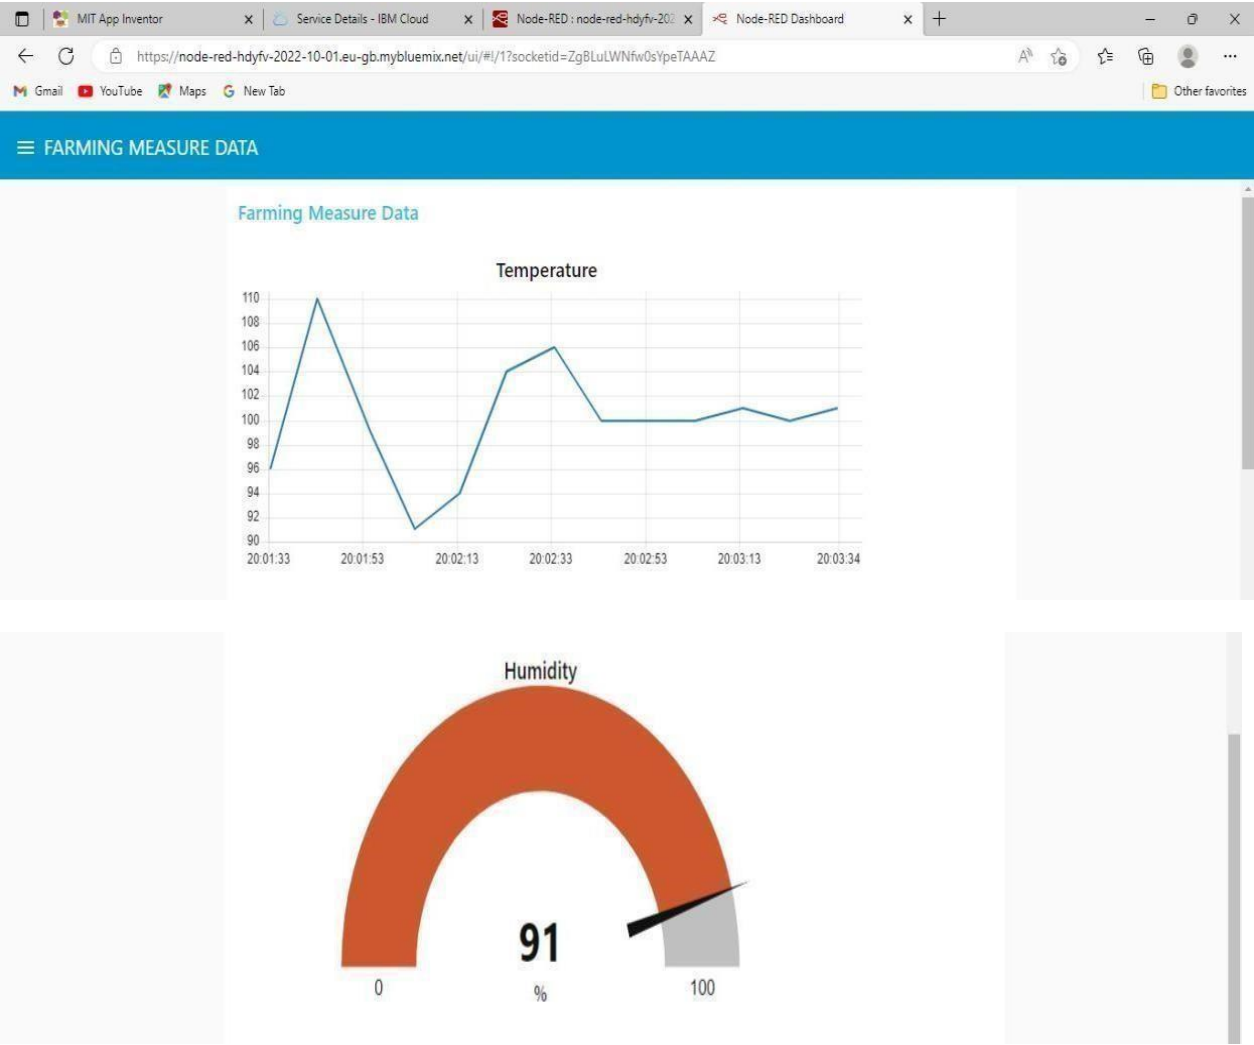 MIT App Inventor
Service Details - IBM Cloud
Node-RED : node-red-hdyfv-202
Node-RED Dashboard
https://node-red-hdyfv-2022-10-01.eu-gb.mybluemix.net/ui/#!/1?socketid=ZgBLuLWNfw0sYpeTAAAZ
Gmail YouTube Maps New Tab Other favorites
FARMING MEASURE DATA
Farming Measure Data
Temperature
110
108
106
104
102
100
98
96
94
92
90
20:01:33 20:01:53 20:02:13 20:02:33 20:02:53 20:03:13 20:03:34
Humidity
91
%
0 100